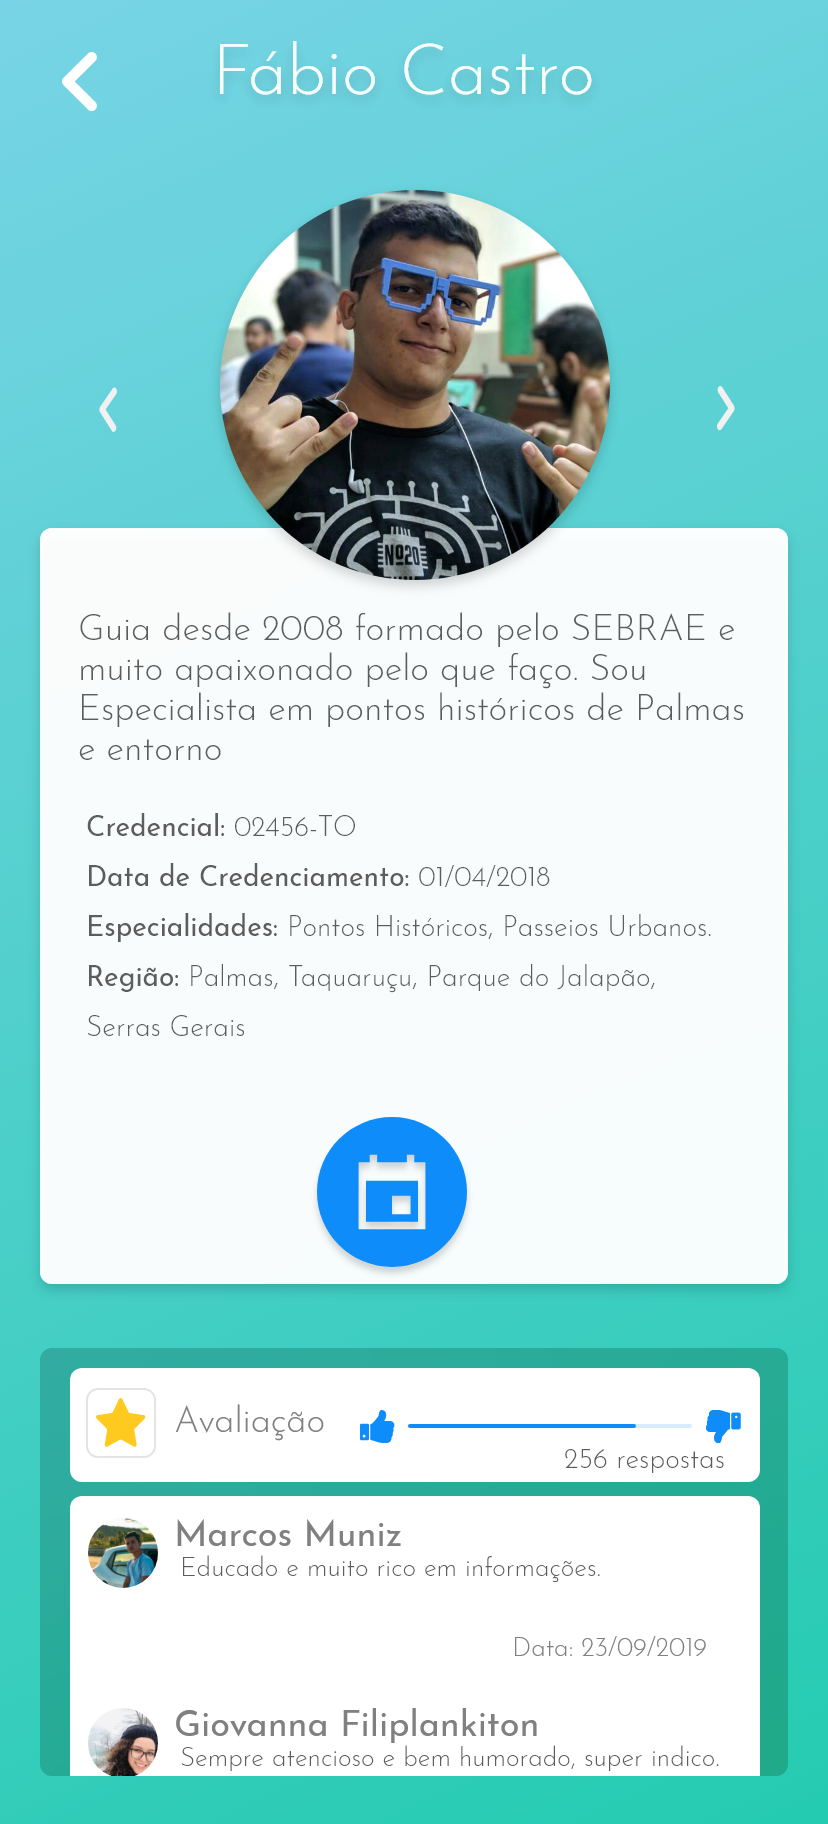 Fábio Castro
Nº20
Guia desde 2008 formado pelo SEBRAE e
muito apaixonado pelo que faço. Sou
Especialista em pontos históricos de Palmas
e entorno
Credencial: 02456-TO
Data de Credenciamento: 01/04/2018
Especialidades: Pontos Históricos, Passeios Urbanos.
Região: Palmas, Taquaruçu, Parque do Jalapão,
Serras Gerais
Avaliação
256 respostas
Marcos Muniz
Educado e muito rico em informações.
Data: 23/09/2019
Giovanna Filiplankiton
Sempre atencioso e bem humorado, super indico.